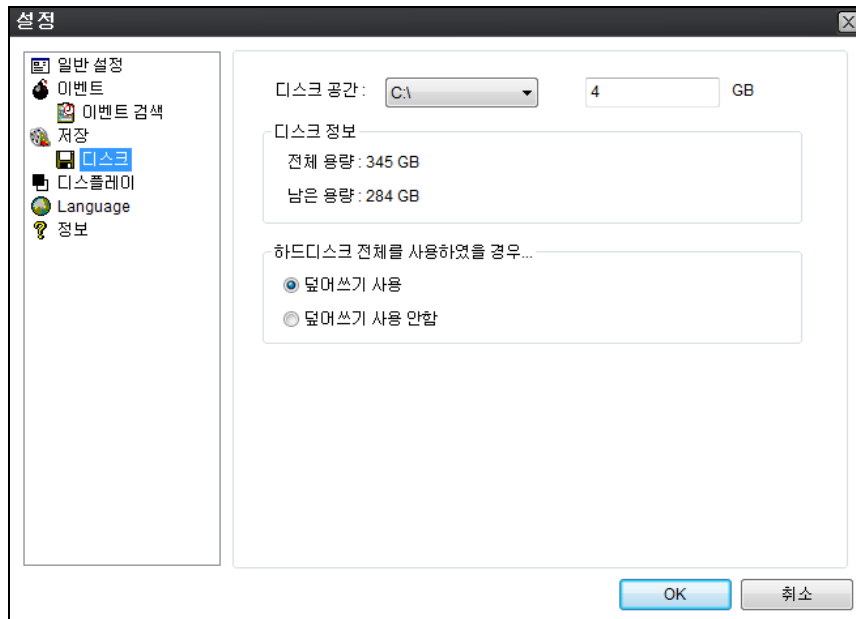 설정
일반 설정
이벤트
이벤트 검색
저장
디스크
디스플레이
Language
정보
디스크 공간 : C:\ 4 GB
디스크 정보
전체 용량 : 345 GB
남은 용량 : 284 GB
하드디스크 전체를 사용하였을 경우...
덮어쓰기 사용
덮어쓰기 사용 안함
OK 취소